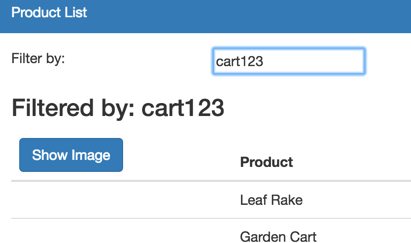 Product List
Filter by: cart123
Filtered by: cart123
Show Image Product
Leaf Rake
Garden Cart